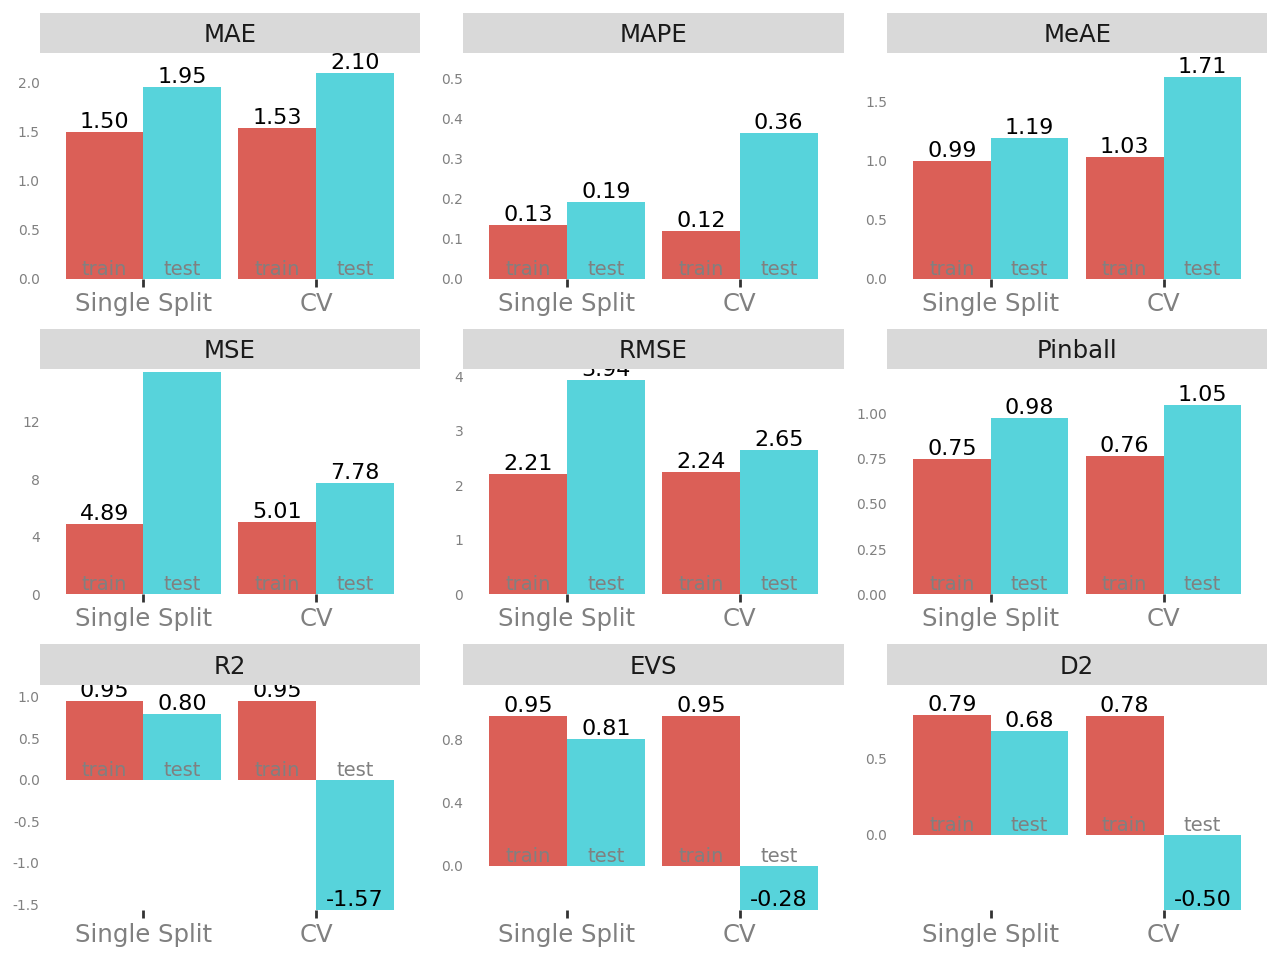 MAE
MAPE
MeAE
2.0
1.5
1.0
0.5
0.0
1.50
1.95
1.53
2.10
train
test
train
test
Single Split
CV
0.5
0.4
0.3
0.2
0.1
0.0
0.13
0.19
0.12
0.36
train
test
train
test
Single Split
CV
1.5
1.0
0.5
0.0
0.99
1.19
1.03
1.71
train
test
train
test
Single Split
CV
MSE
RMSE
Pinball
12
8
4
0
4.89
5.01
7.78
train
test
train
test
Single Split
CV
4
3
2
1
0
2.21
3.94
2.24
2.65
train
test
train
test
Single Split
CV
1.00
0.75
0.50
0.25
0.00
0.75
0.98
0.76
1.05
train
test
train
test
Single Split
CV
R2
EVS
D2
1.0
0.5
0.0
-0.5
-1.0
-1.5
0.95
0.80
0.95
-1.57
train
test
train
test
Single Split
CV
0.8
0.4
0.0
0.95
0.81
0.95
-0.28
train
test
train
test
Single Split
CV
0.5
0.0
0.79
0.68
0.78
-0.50
train
test
train
test
Single Split
CV